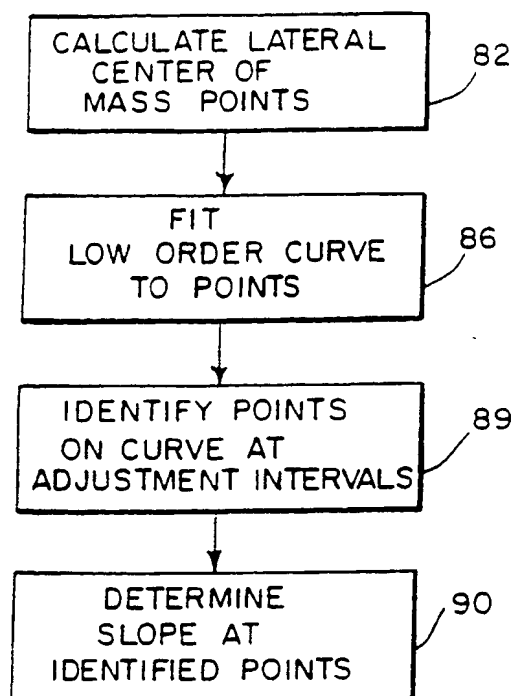 CALCULATE LATERAL
CENTER OF
MASS POINTS
82
FIT
LOW ORDER CURVE
TO POINTS
86
IDENTIFY POINTS
ON CURVE AT
ADJUSTMENT INTERVALS
89
DETERMINE
SLOPE AT
IDENTIFIED POINTS
90